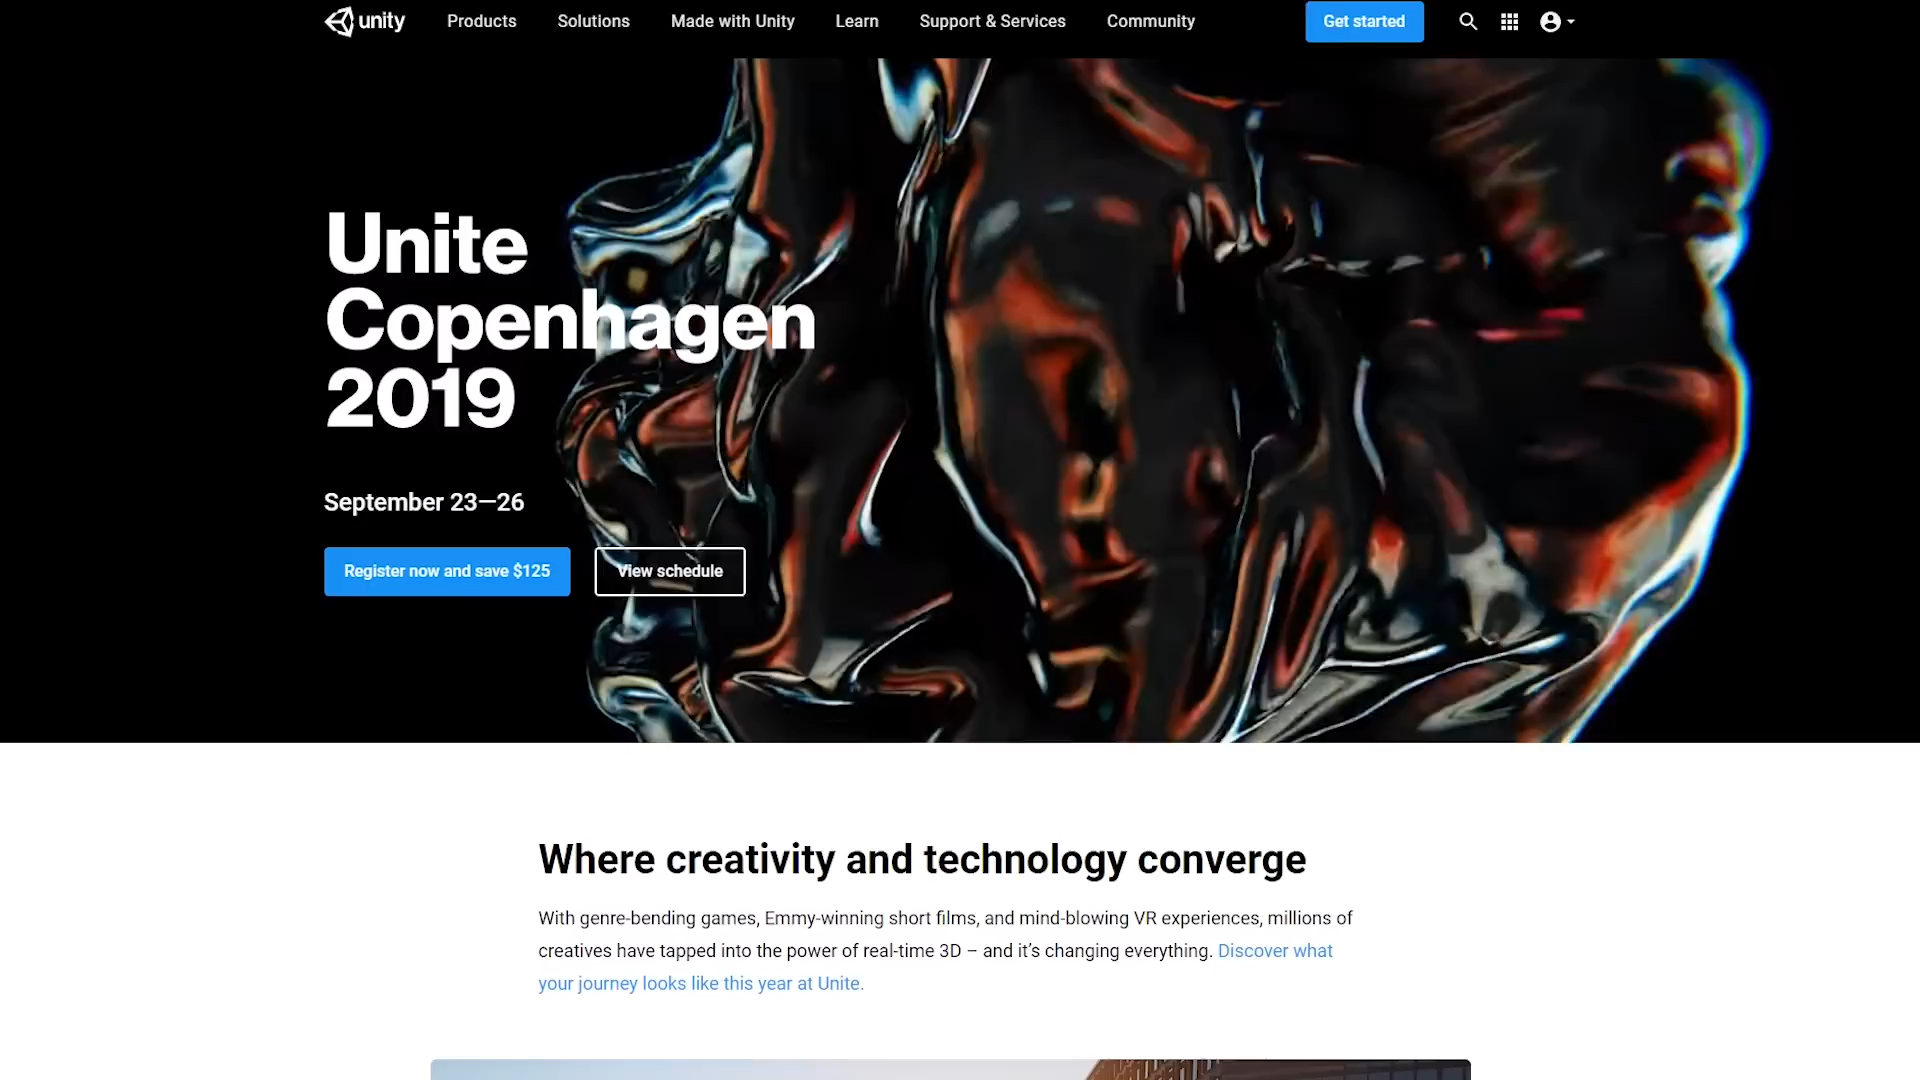 unity
Products
Solutions
Made with Unity
Learn
Support & Services
Community
Get started
Unite
Copenhagen
2019
September 23—26
Register now and save $125
View schedule
Where creativity and technology converge
With genre-bending games, Emmy-winning short films, and mind-blowing VR experiences, millions of
creatives have tapped into the power of real-time 3D – and it’s changing everything. Discover what
your journey looks like this year at Unite.